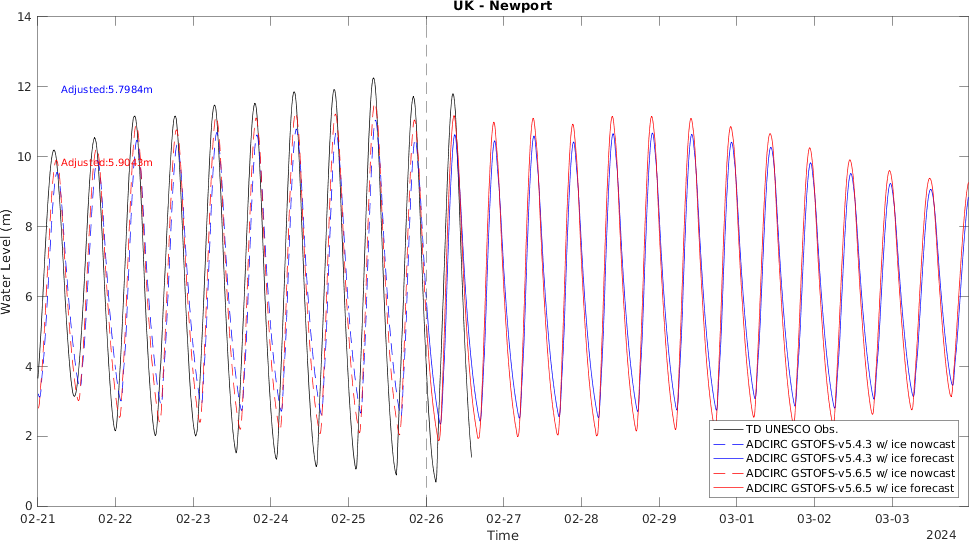 UK - Newport
14
12
10
8
6
4
2
0
Water Level (m)
Adjusted:5.7984m
Adjusted:5.9043m
TD UNESCO Obs.
ADCIRC GSTOFS-v5.4.3 w/ ice nowcast
ADCIRC GSTOFS-v5.4.3 w/ ice forecast
ADCIRC GSTOFS-v5.6.5 w/ ice nowcast
ADCIRC GSTOFS-v5.6.5 w/ ice forecast
02-21 02-22 02-23 02-24 02-25 02-26 02-27 02-28 02-29 03-01 03-02 03-03
Time
2024